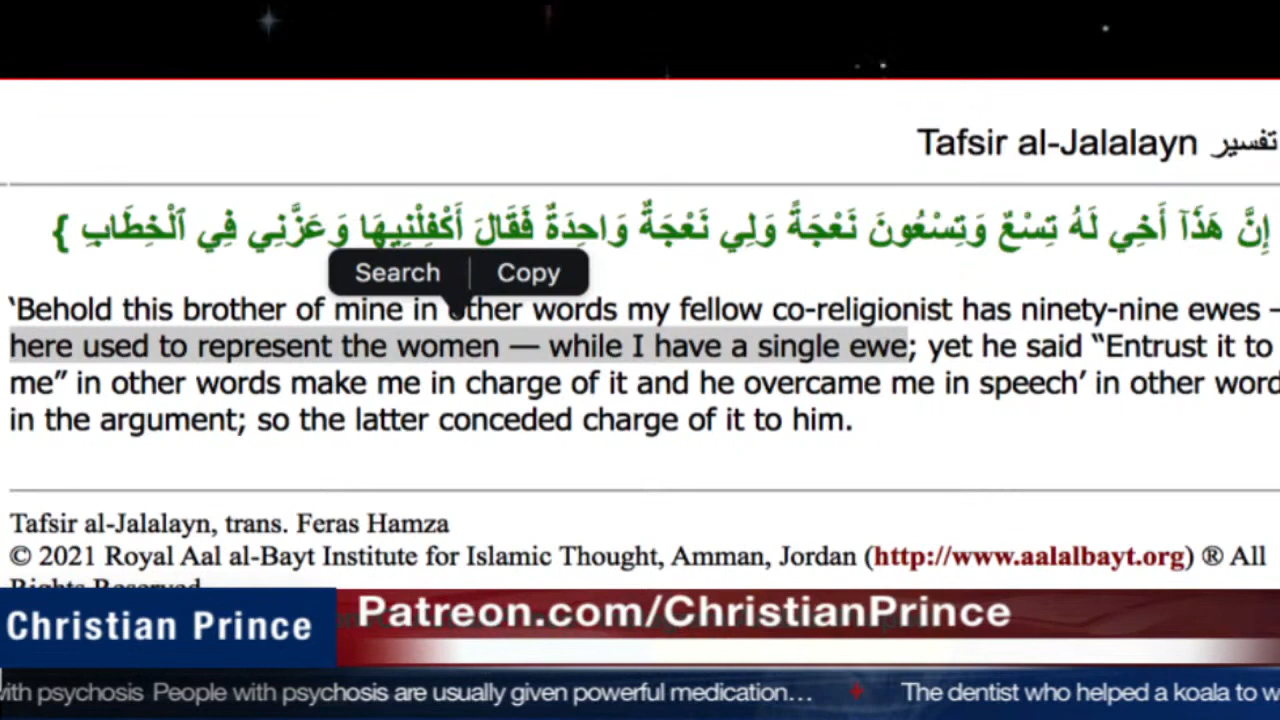 Tafsir al-Jalalayn تفسير
إِنَّ هَذَآ أَخِي لَهُ تِسْعٌ وَتِسْعُونَ نَعْجَةً وَلِي نَعْجَةٌ وَاحِدَةٌ فَقَالَ أَكْفِلْنِيهَا وَعَزَّنِي فِي ٱلْخِطَابِ }
Search Copy
‘Behold this brother of mine in other words my fellow co-religionist has ninety-nine ewes –
here used to represent the women — while I have a single ewe; yet he said “Entrust it to
me” in other words make me in charge of it and he overcame me in speech’ in other word
in the argument; so the latter conceded charge of it to him.
Tafsir al-Jalalayn, trans. Feras Hamza
© 2021 Royal Aal al-Bayt Institute for Islamic Thought, Amman, Jordan (http://www.aalalbayt.org) ® All
Rights Reserved
Christian Prince
Patreon.com/ChristianPrince
with psychosis People with psychosis are usually given powerful medication... The dentist who helped a koala to w